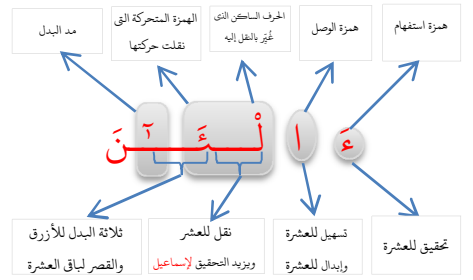 همزة استفهام
همزة الوصل
الحرف الساكن الذى
غُيِّر بالنقل إليه
الهمزة المتحركة التى
نقلت حركتها
مد البدل
ءَا لْـَٔـٰٓنَ
تحقيق للعشرة
تسهيل للعشرة
وإبدال للعشرة
نقل للعشر
ويزيد التحقيق لإسماعيل
ثلاثة البدل للأزرق
والقصر لباقى العشرة